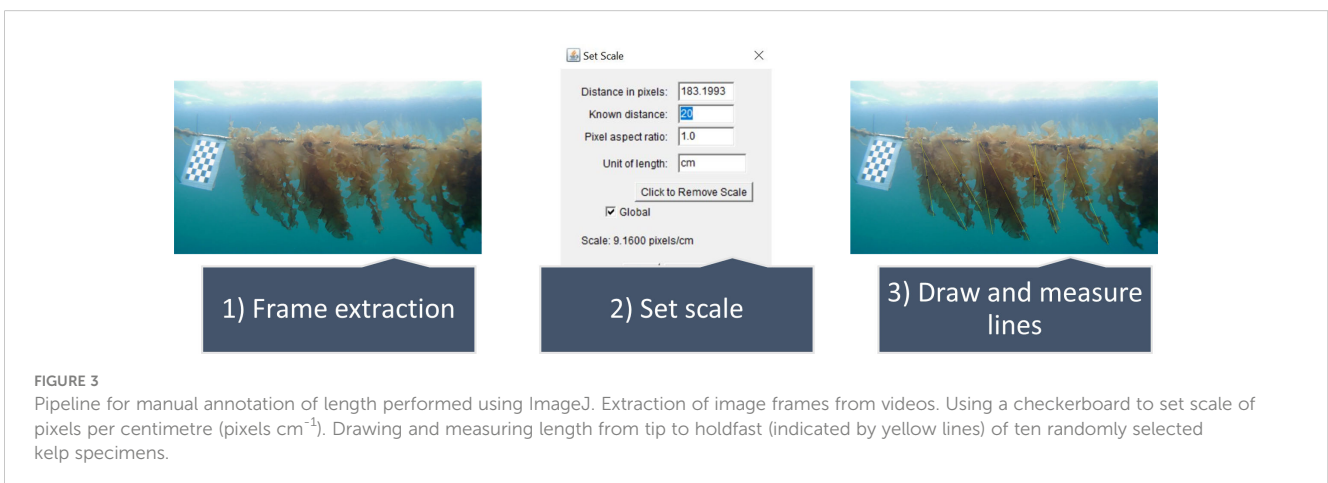 Set Scale
Distance in pixels: 183.1993
Known distance: 20
Pixel aspect ratio: 1.0
Unit of length: cm
Click to Remove Scale
Global
Scale: 9.1600 pixels/cm
1) Frame extraction
2) Set scale
3) Draw and measure
lines
FIGURE 3
Pipeline for manual annotation of length performed using ImageJ. Extraction of image frames from videos. Using a checkerboard to set scale of
pixels per centimetre (pixels cm⁻¹). Drawing and measuring length from tip to holdfast (indicated by yellow lines) of ten randomly selected
kelp specimens.